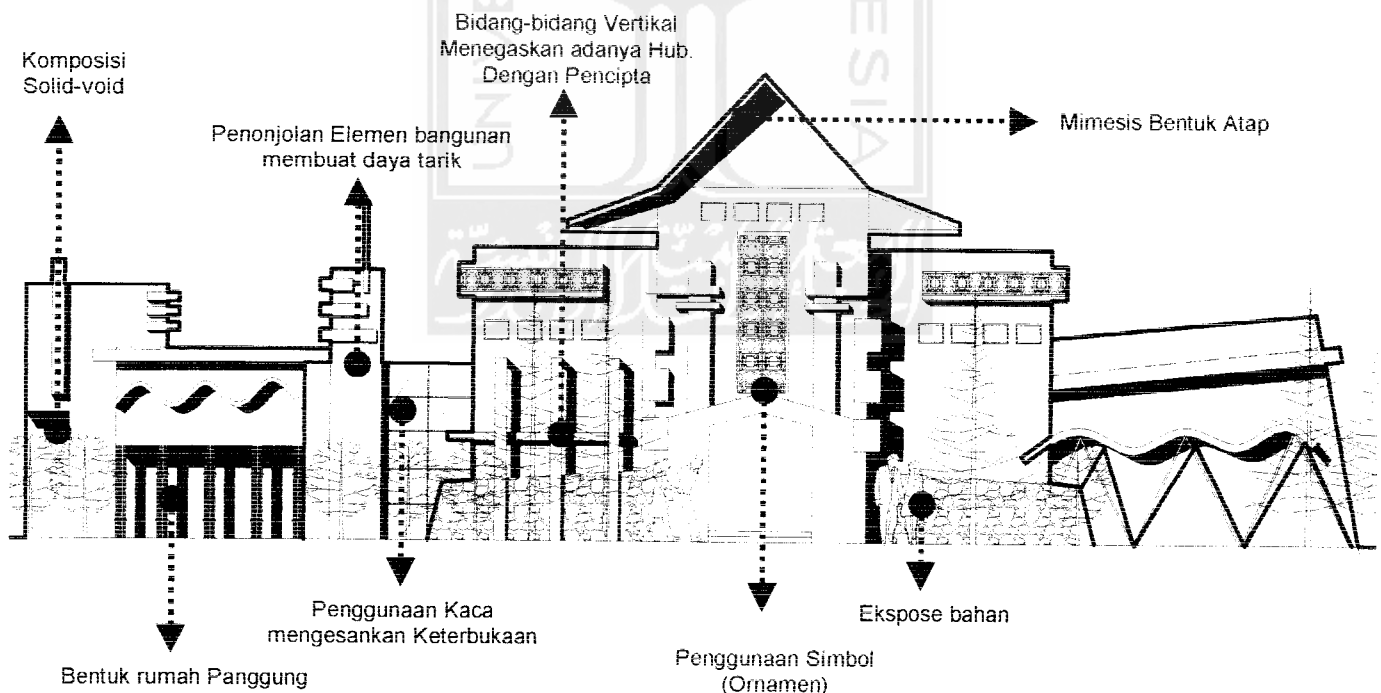 Bidang-bidang Vertikal
Menegaskan adanya Hub.
Dengan Pencipta
Komposisi
Solid-void
Penonjolan Elemen bangunan
membuat daya tarik
Mimesis Bentuk Atap
ESIA
Penggunaan Kaca
mengesankan Keterbukaan
Ekspose bahan
Bentuk rumah Panggung
Penggunaan Simbol
(Ornamen)